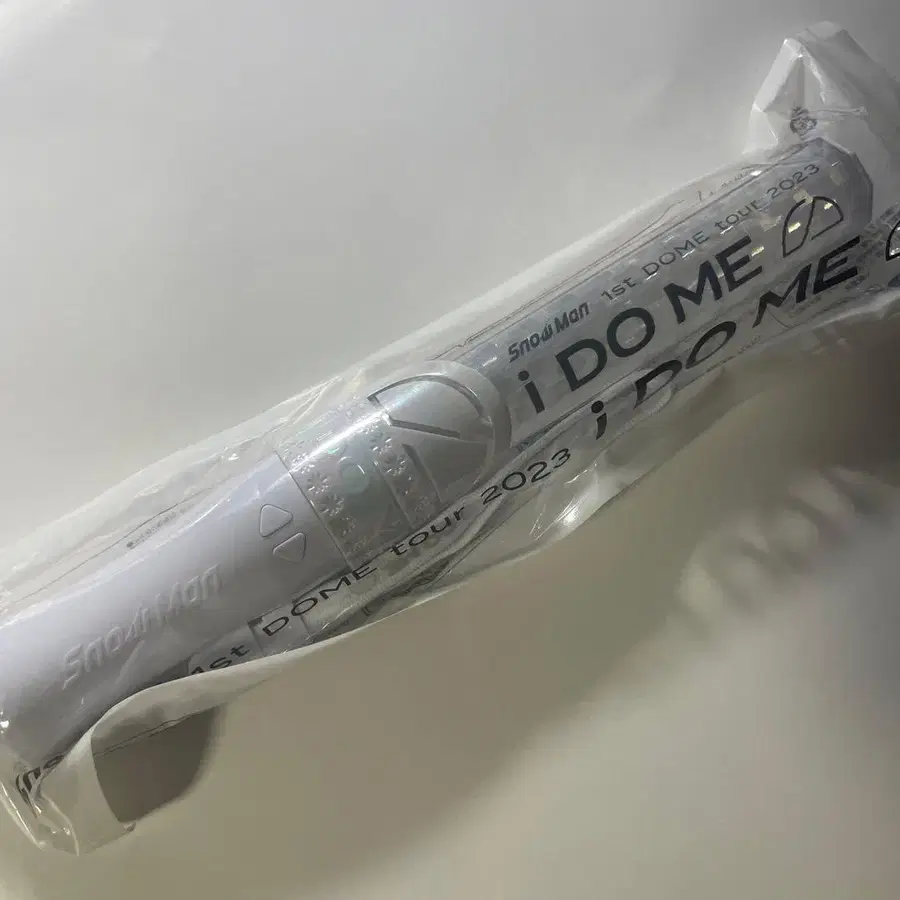 Snow Man 1st DOME tour 2023
i DO ME
i DO ME
1st DOME tour 2023
Snow Man